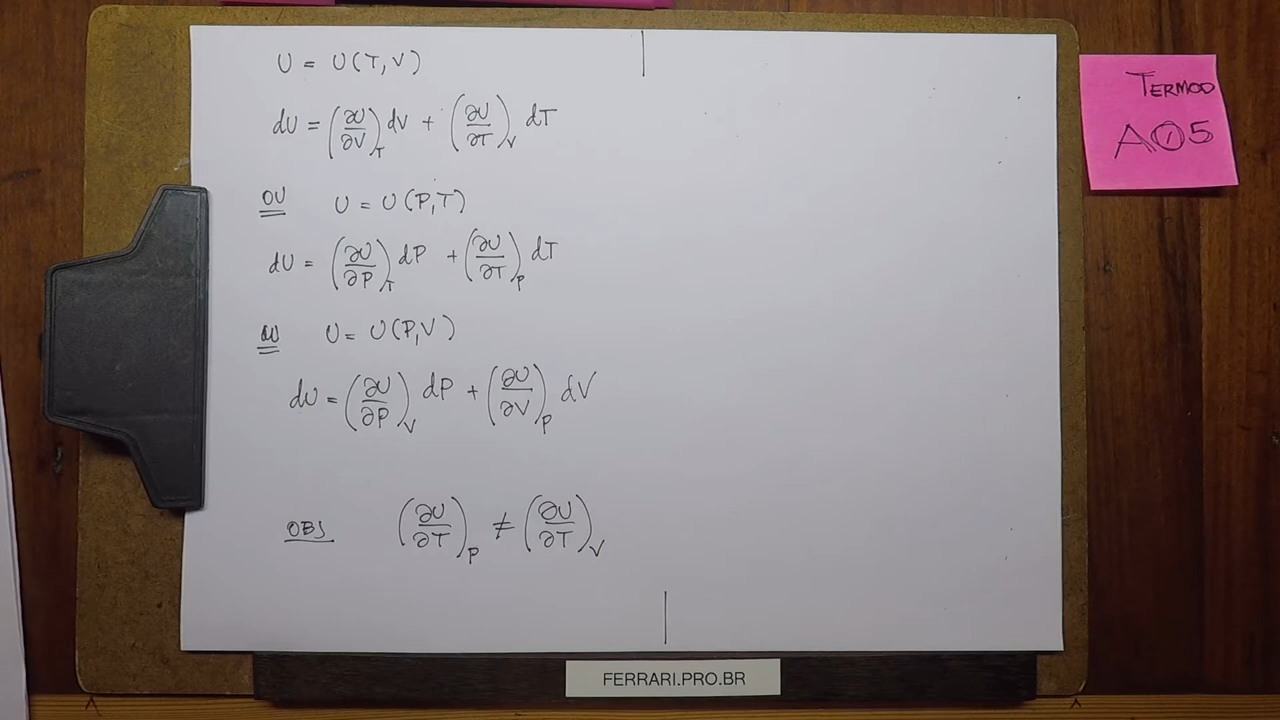 U = U(T,V)
dU = (∂U/∂V)_T dV + (∂U/∂T)_V dT
OU U = U(P,T)
dU = (∂U/∂P)_T dP + (∂U/∂T)_P dT
OU U = U(P,V)
dU = (∂U/∂P)_V dP + (∂U/∂V)_P dV
OBS (∂U/∂T)_P ≠ (∂U/∂T)_V
TERMOD
A05
FERRARI.PRO.BR